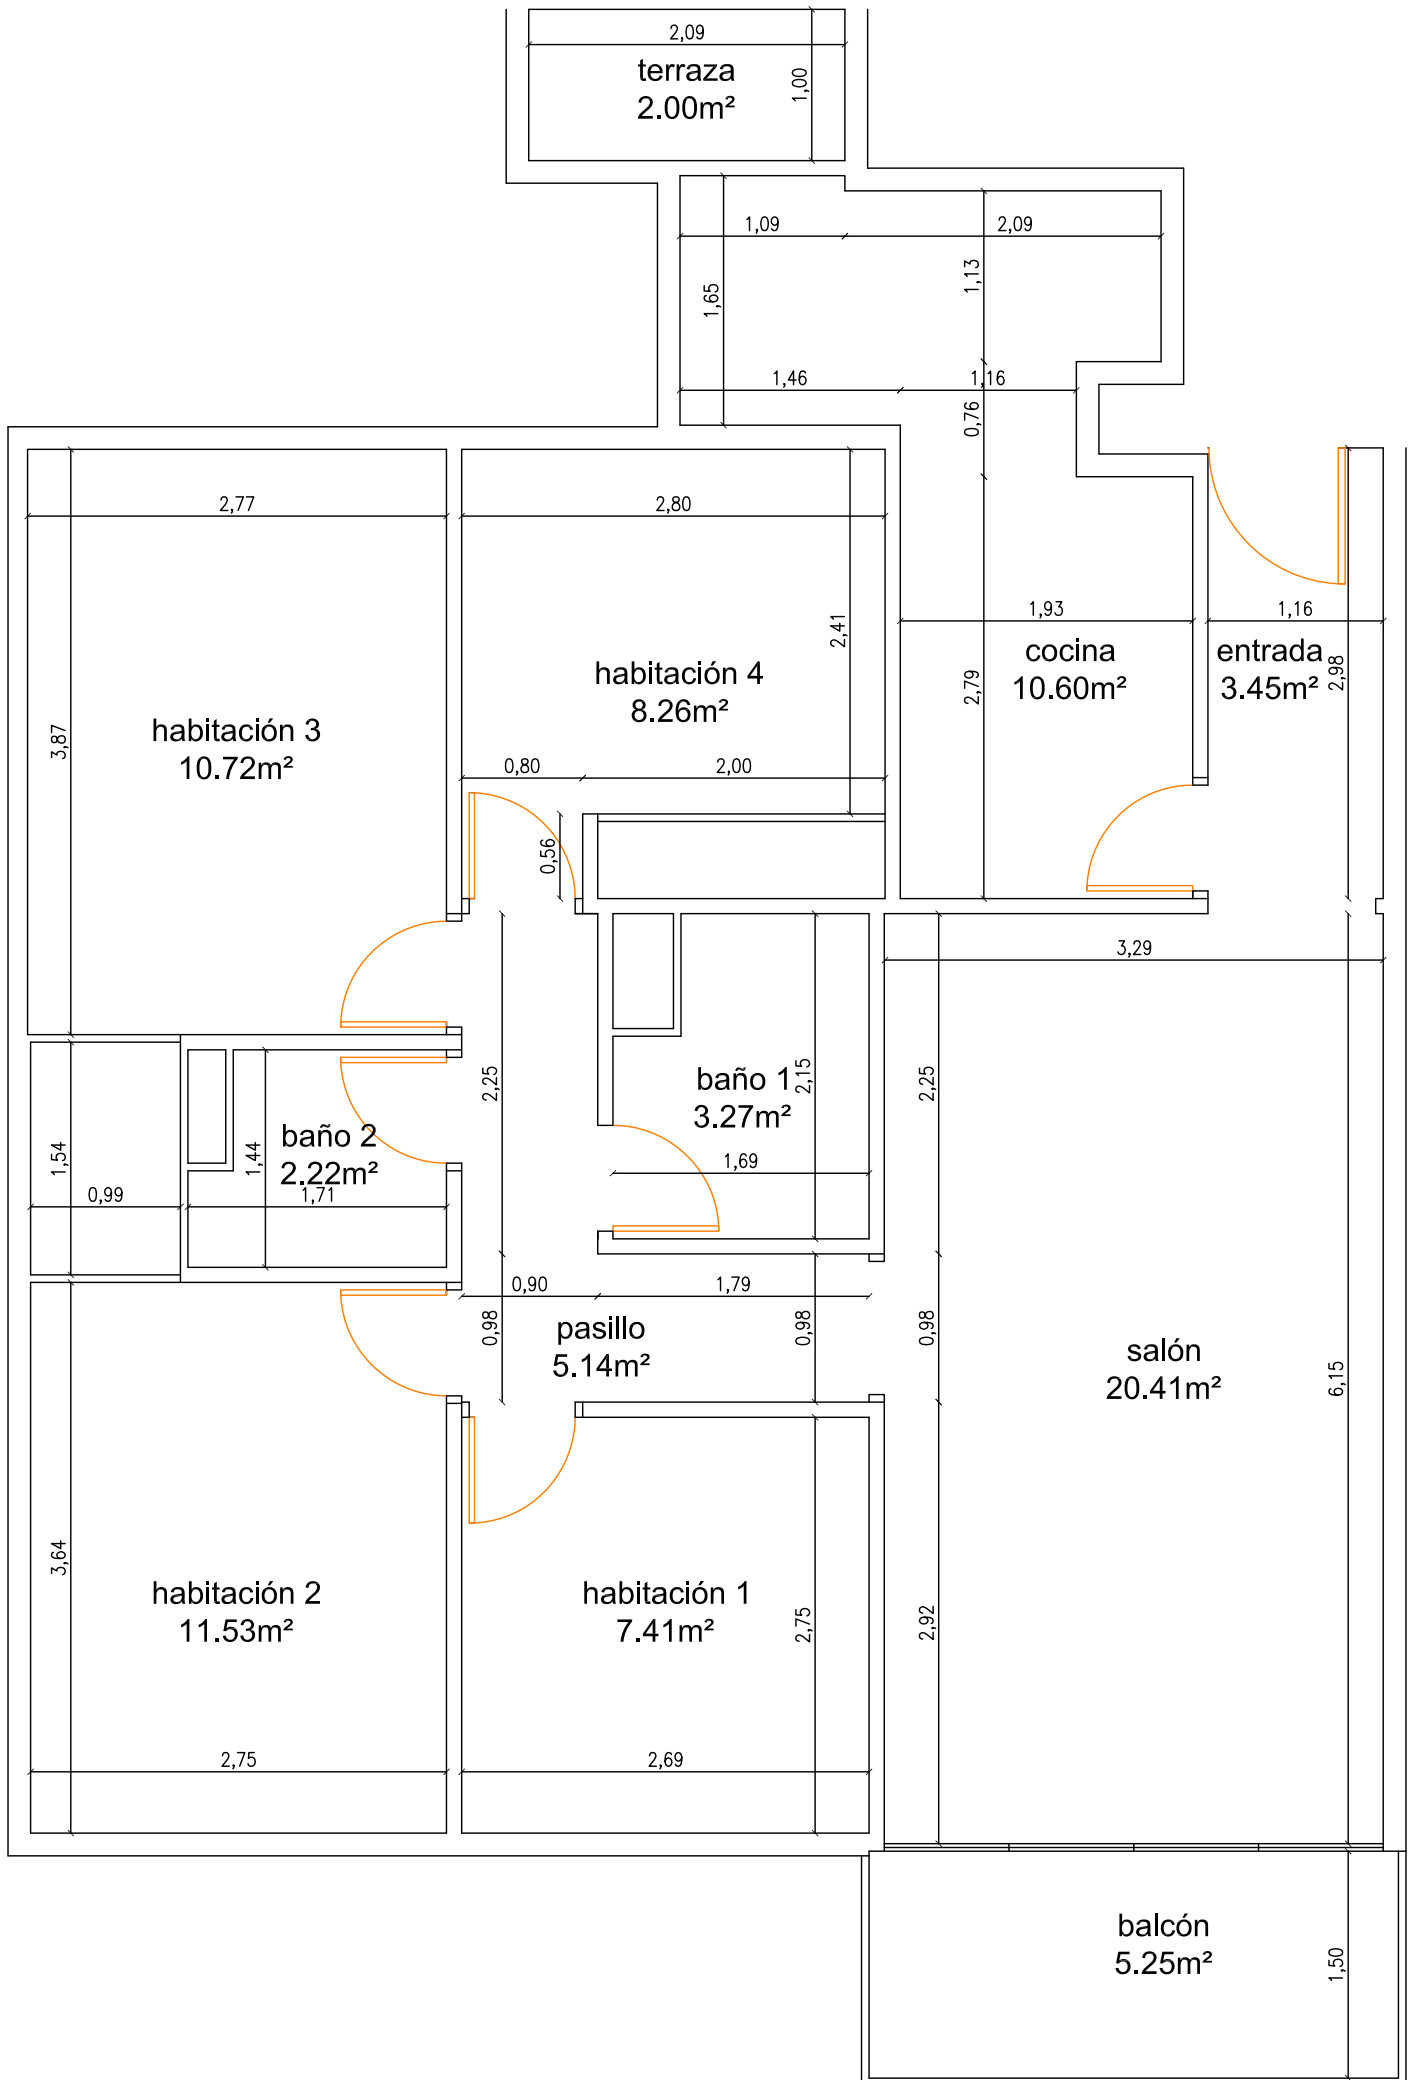 2,09
terraza
2.00m²
1,00
1,09
2,09
1,13
1,65
1,46
1,16
0,76
2,77
2,80
2,41
1,93
1,16
cocina
10.60m²
entrada
3.45m²
2,98
2,79
habitación 4
8.26m²
habitación 3
10.72m²
3,87
0,80
2,00
0,56
3,29
2,25
baño 1
3.27m²
2,15
2,25
baño 2
2.22m²
1,54
1,44
1,69
0,99
1,71
0,90
1,79
0,98
pasillo
5.14m²
0,98
0,98
salón
20.41m²
6,15
3,64
habitación 2
11.53m²
habitación 1
7.41m²
2,75
2,92
2,75
2,69
balcón
5.25m²
1,50